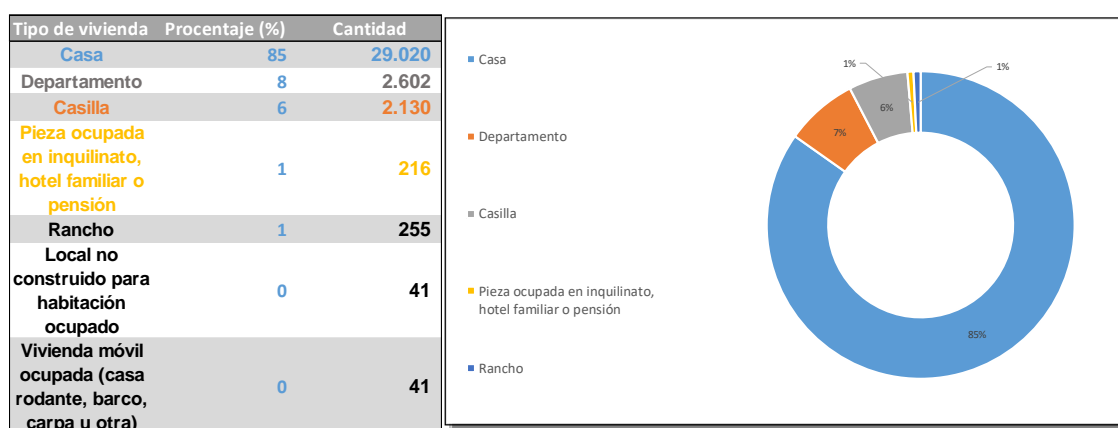 Tipo de vivienda Procentaje (%) Cantidad
Casa 85 29.020
Departamento 8 2.602
Casilla 6 2.130
Pieza ocupada
en inquilinato,
hotel familiar o
pensión
1 216
Rancho 1 255
Local no
construido para
habitación
ocupado
0 41
Vivienda móvil
ocupada (casa
rodante, barco,
carpa u otra)
0 41
Casa
Departamento
Casilla
Pieza ocupada en inquilinato,
hotel familiar o pensión
Rancho
1%
1%
6%
7%
85%